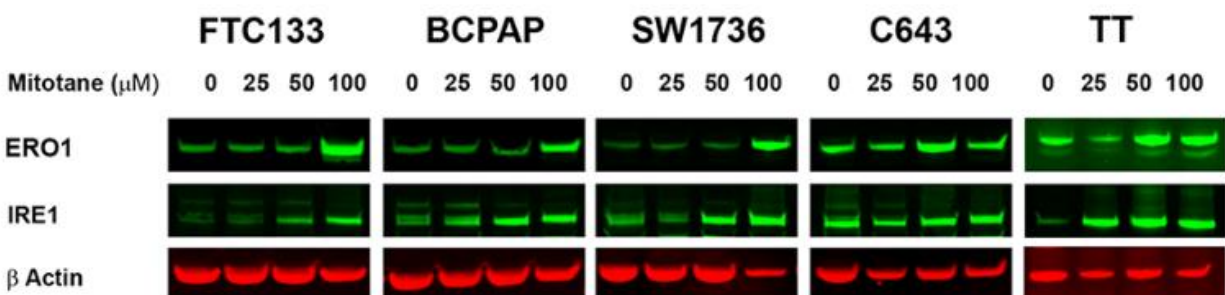 FTC133 BCPAP SW1736 C643 TT
Mitotane (μM) 0 25 50 100 0 25 50 100 0 25 50 100 0 25 50 100 0 25 50 100
ERO1
IRE1
β Actin